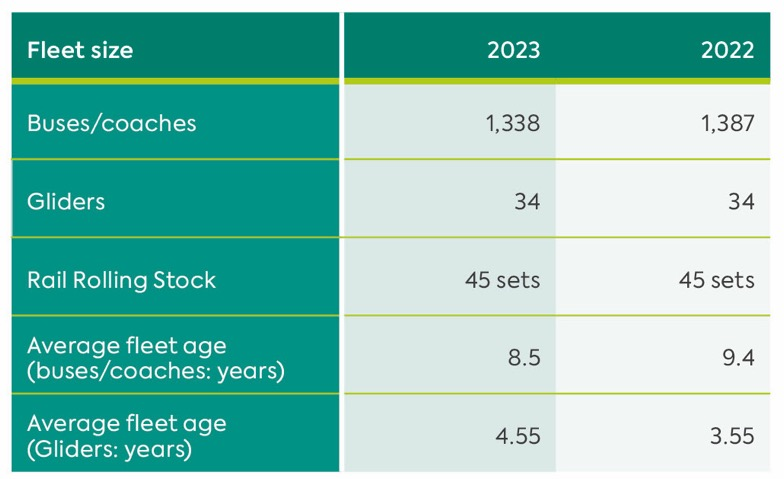 Fleet size 2023 2022
Buses/coaches 1,338 1,387
Gliders 34 34
Rail Rolling Stock 45 sets 45 sets
Average fleet age
(buses/coaches: years) 8.5 9.4
Average fleet age
(Gliders: years) 4.55 3.55